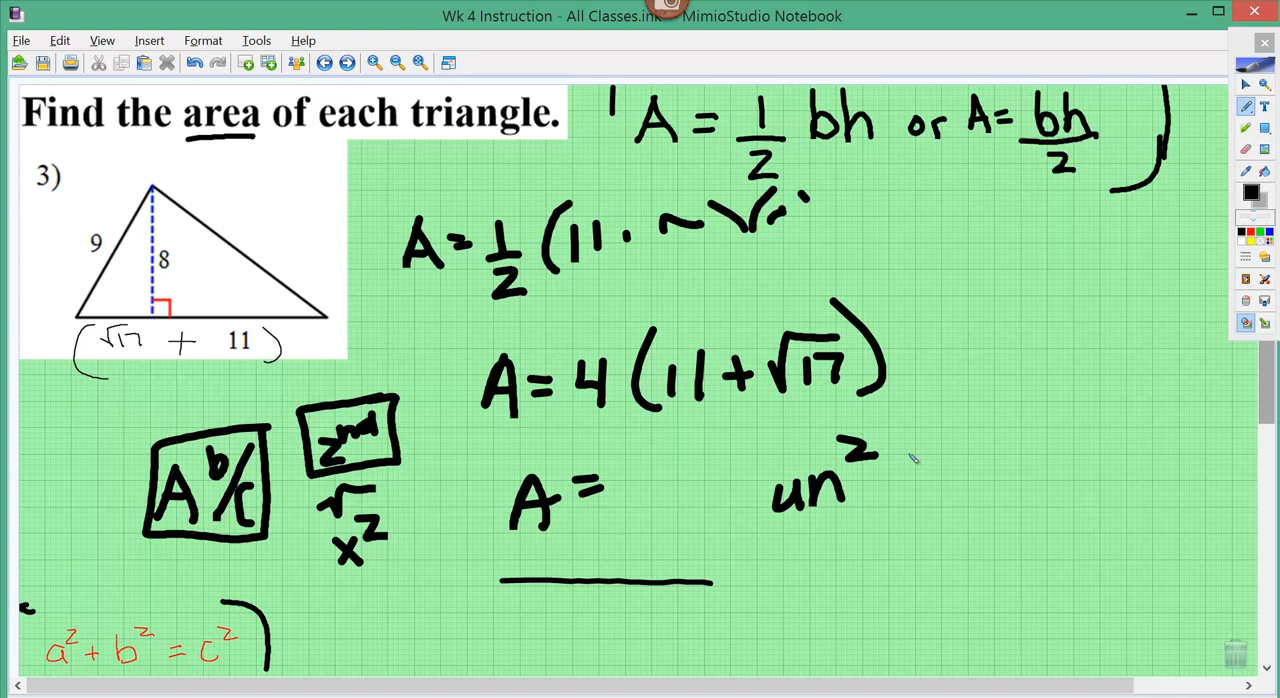 Wk 4 Instruction - All Classes.ink - MimioStudio Notebook
File Edit View Insert Format Tools Help
Find the area of each triangle.
A = 1/2 bh or A = bh/2
3)
9
8
A = 1/2 (11 ·
(√17 + 11)
A = 4 (11 + √17)
A b/c
2nd
√
x²
A = un²
a² + b² = c²
T